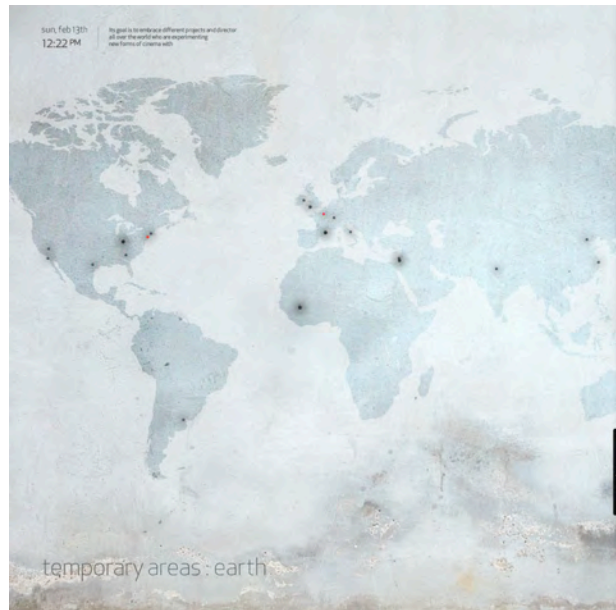 sun, feb 13th
12:22 PM
Its goal is to embrace different projects and director
all over the world who are experimenting
new forms of cinema with
temporary areas : earth